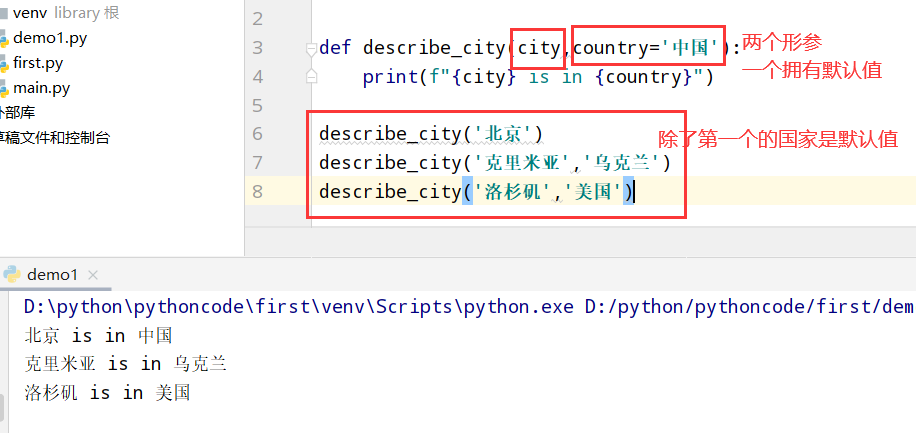 venv library 根
demo1.py
first.py
main.py
外部库
草稿文件和控制台
2
3 def describe_city(city,country='中国'):
4 print(f"{city} is in {country}")
5
6 describe_city('北京')
7 describe_city('克里米亚','乌克兰')
8 describe_city('洛杉矶','美国')
两个形参
一个拥有默认值
除了第一个的国家是默认值
demo1 ×
D:\python\pythoncode\first\venv\Scripts\python.exe D:/python/pythoncode/first/dem
北京 is in 中国
克里米亚 is in 乌克兰
洛杉矶 is in 美国